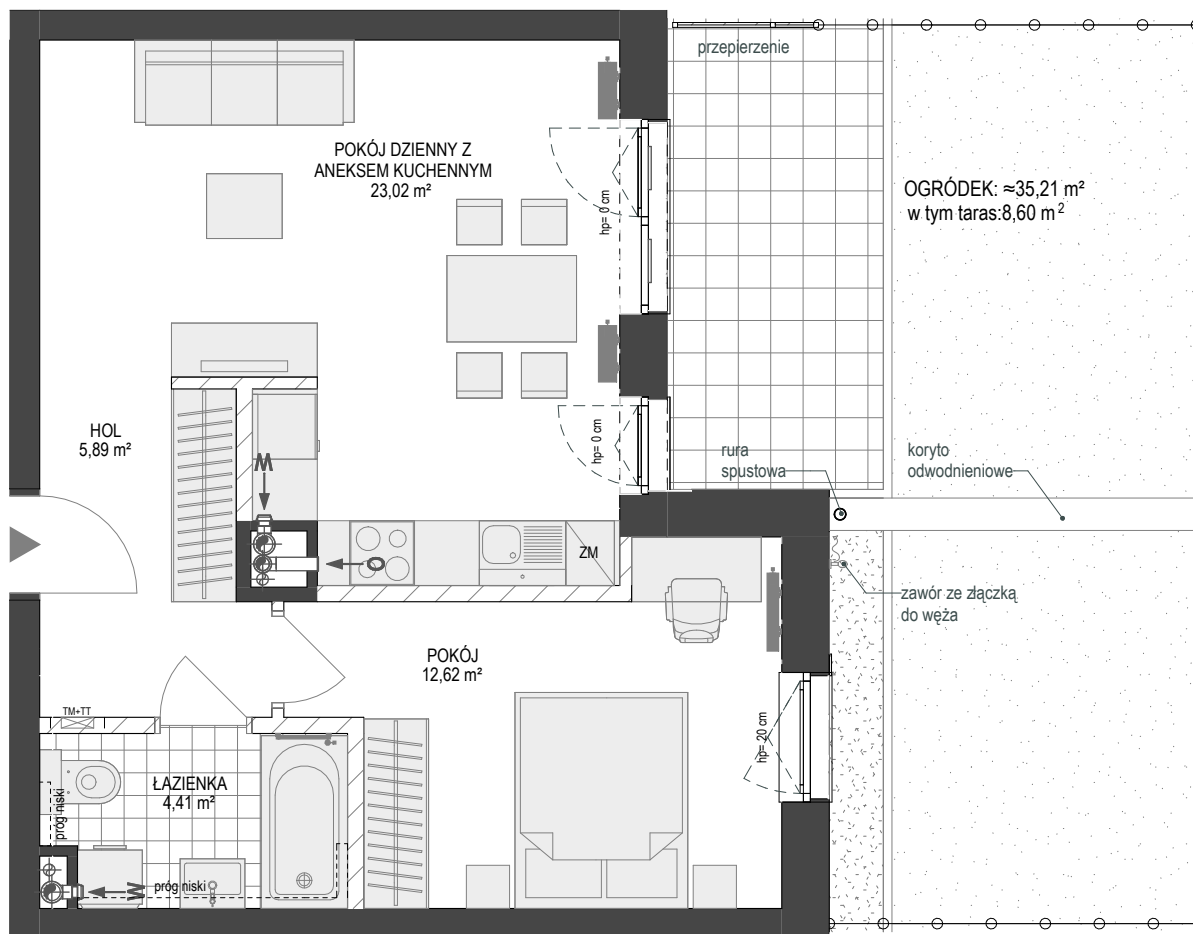 przepierzenie
POKÓJ DZIENNY Z
ANEKSEM KUCHENNYM
23,02 m²
hp= 0 cm
OGRÓDEK: ≈35,21 m²
w tym taras:8,60 m²
HOL
5,89 m²
hp= 0 cm
rura
spustowa
koryto
odwodnieniowe
W
O
ZM
zawór ze złączką
do węża
POKÓJ
12,62 m²
TM+TT
hp= 20 cm
ŁAZIENKA
4,41 m²
próg niski
W
próg niski